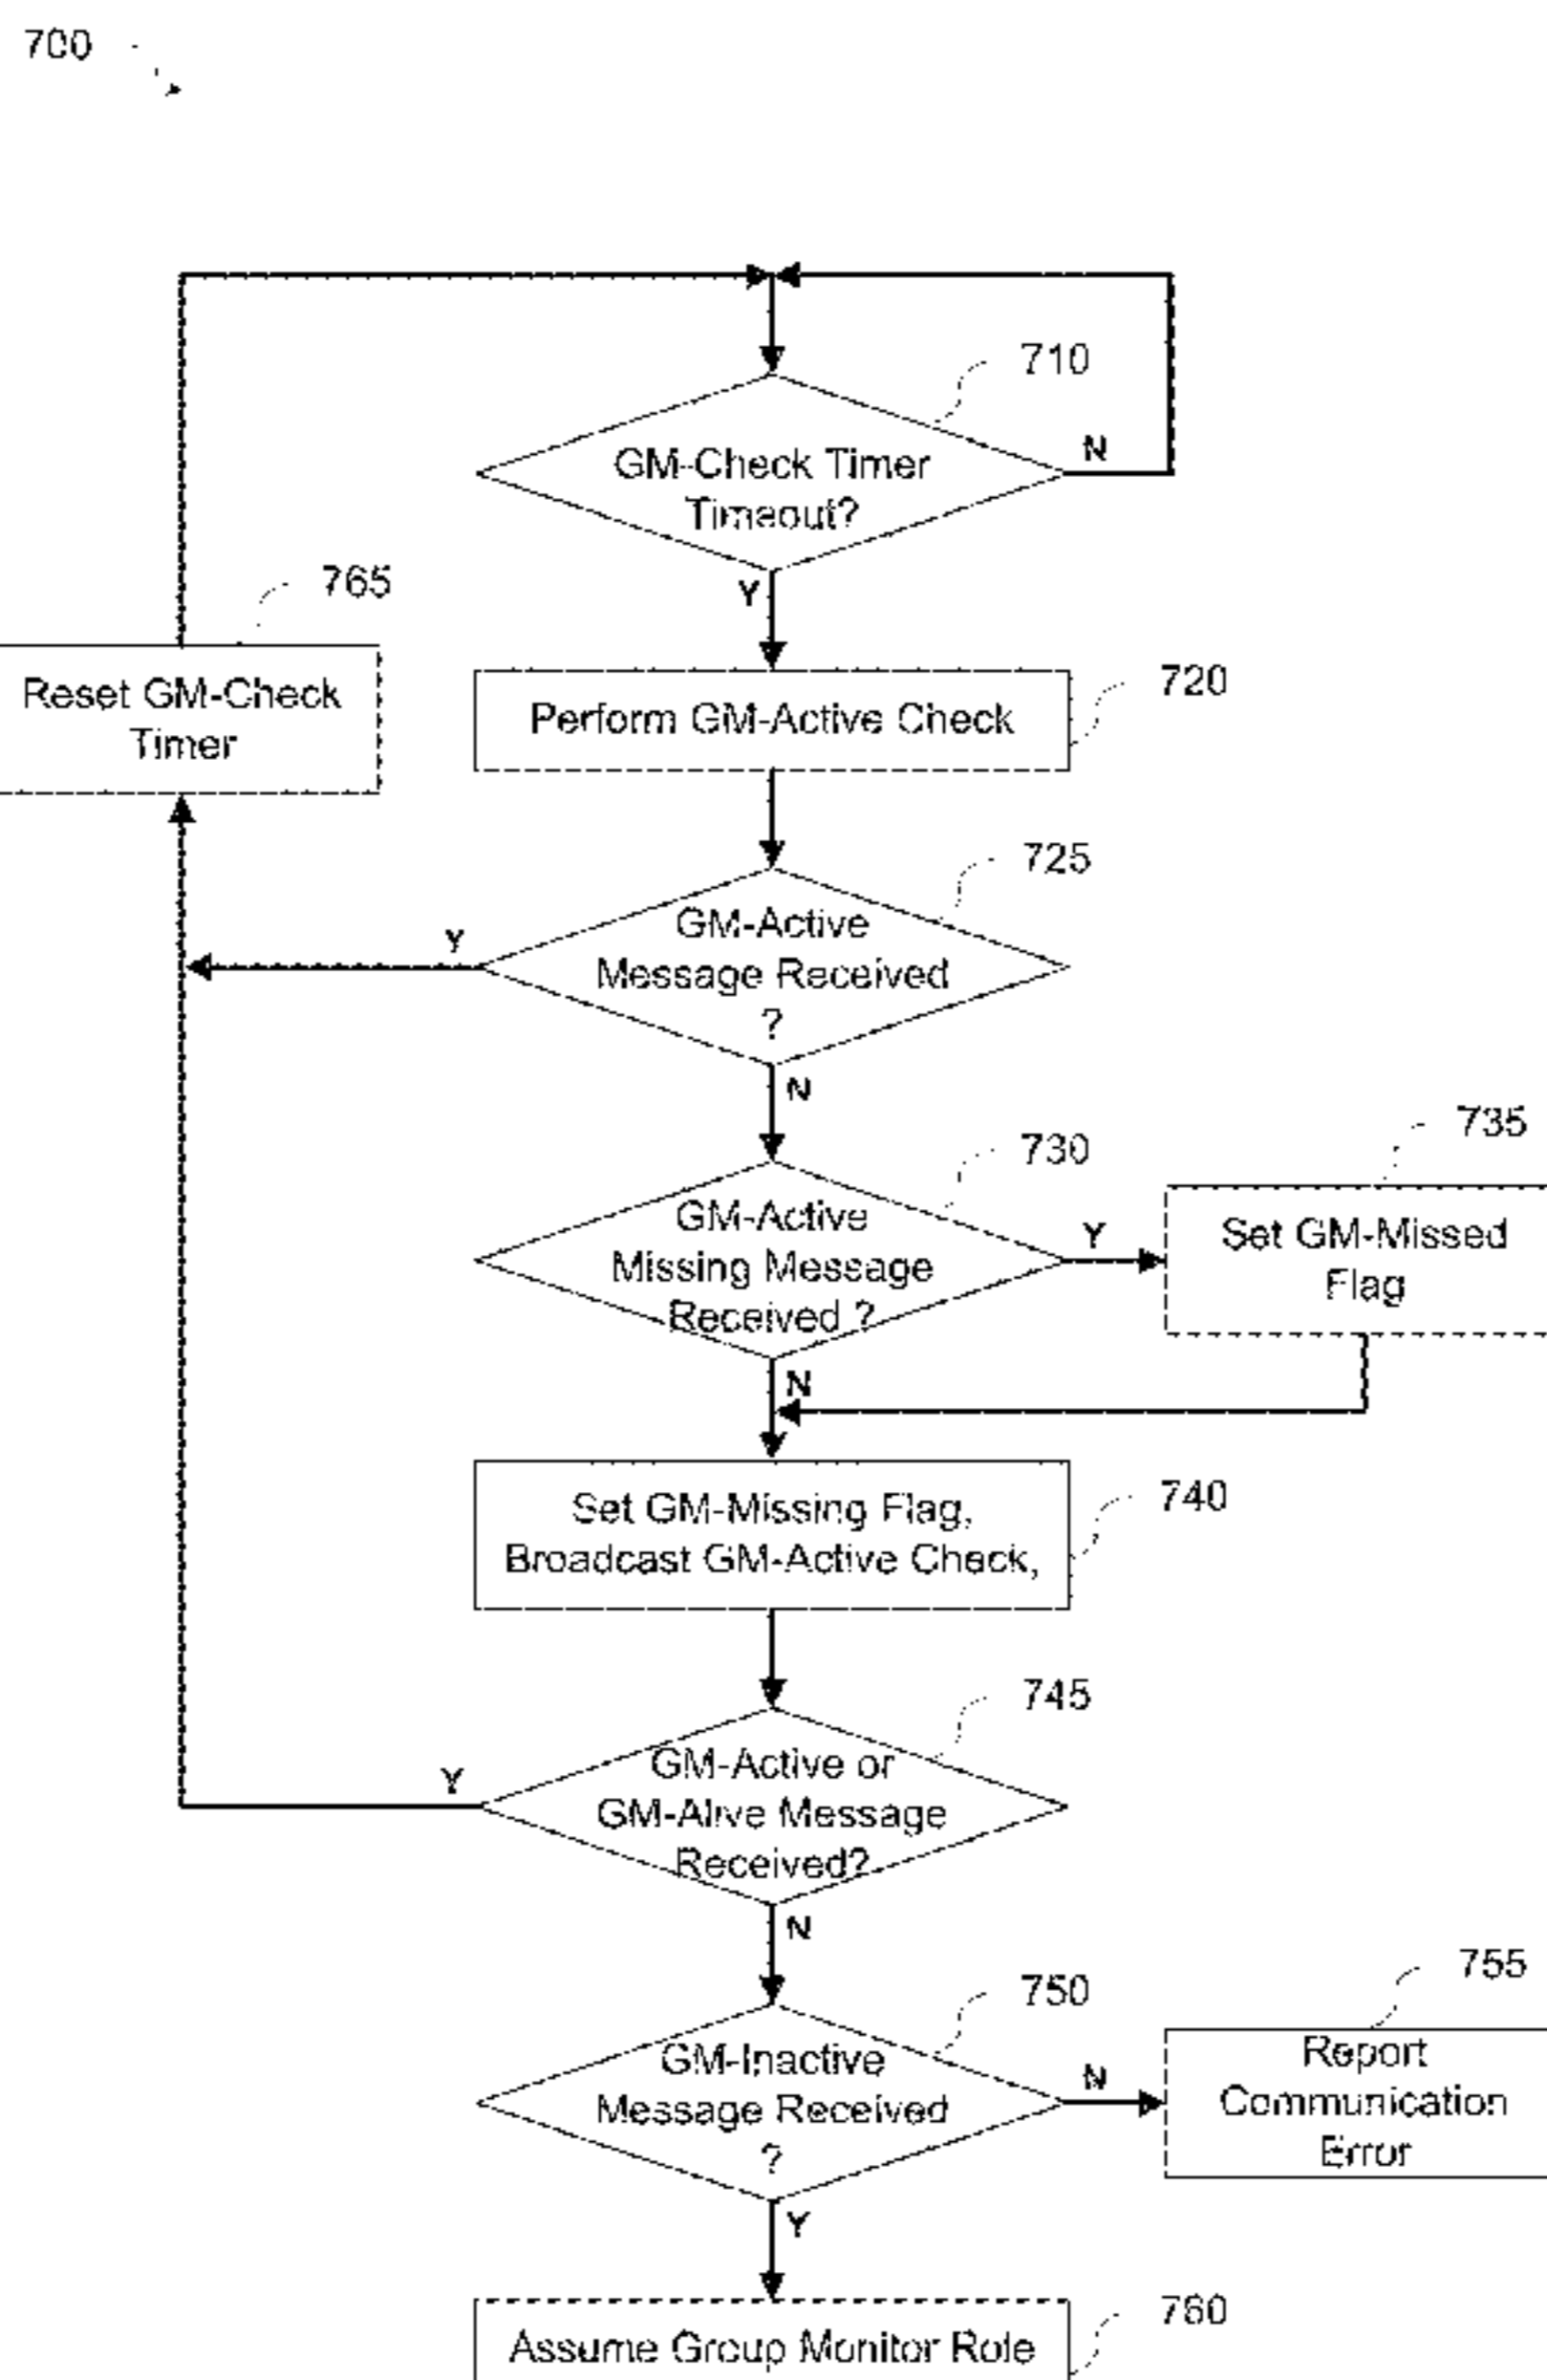 700
710
GM-Check Timer
Timeout?
N
Y
765
Reset GM-Check
Timer
720
Perform GM-Active Check
725
GM-Active
Message Received
?
Y
N
730
GM-Active
Missing Message
Received ?
Y
735
Set GM-Missed
Flag
N
740
Set GM-Missing Flag,
Broadcast GM-Active Check,
745
GM-Active or
GM-Alive Message
Received?
Y
N
750
GM-Inactive
Message Received
?
N
755
Report
Communication
Error
Y
760
Assume Group Monitor Role